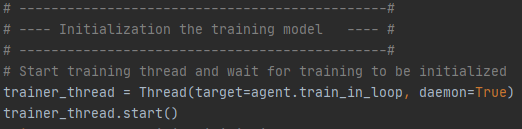 # ---------------------------------------------#
# ---- Initialization the training model   ---- #
# ---------------------------------------------#
# Start training thread and wait for training to be initialized
trainer_thread = Thread(target=agent.train_in_loop, daemon=True)
trainer_thread.start()